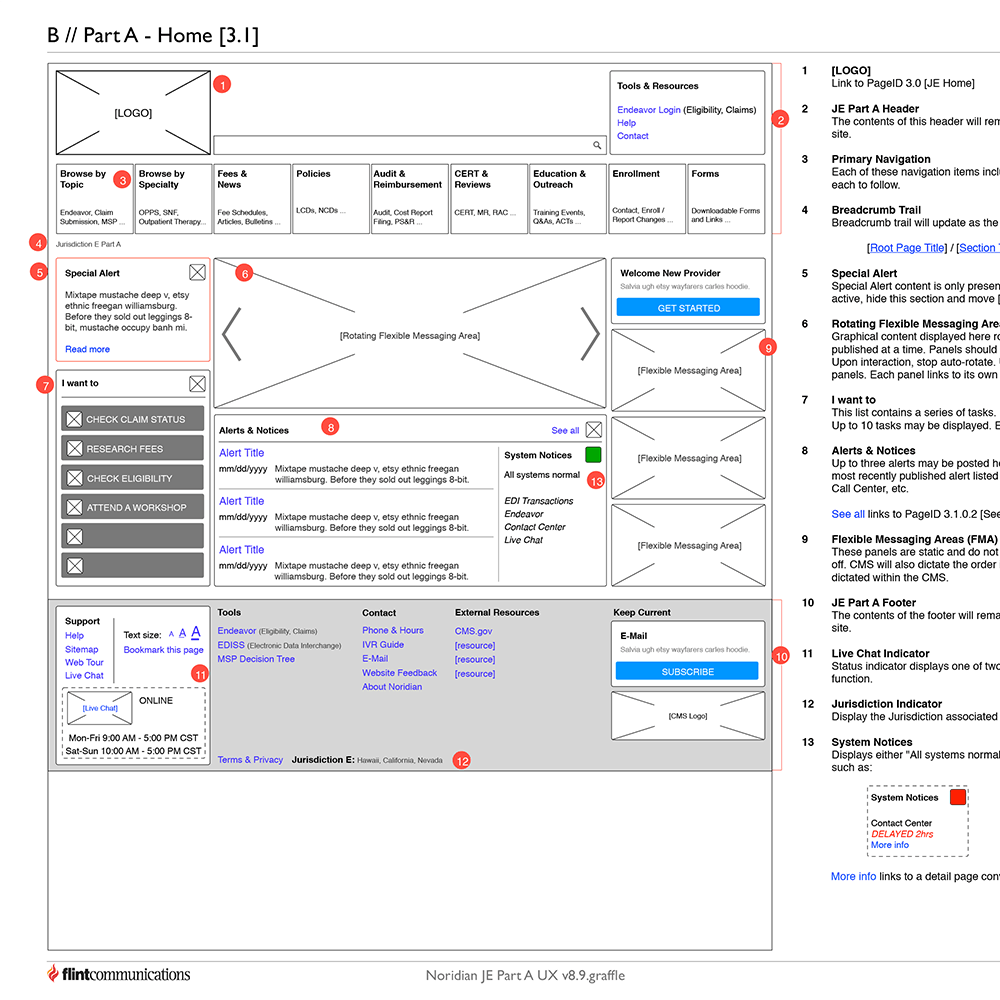 B // Part A - Home [3.1]
[LOGO]
1
Tools & Resources
Endeavor Login (Eligibility, Claims)
Help
Contact
2
Browse by
Topic
Endeavor, Claim
Submission, MSP ...
3
Browse by
Specialty
OPPS, SNF,
Outpatient Therapy...
Fee &
News
Fee Schedules,
Articles, Bulletins ...
Policies
LCDs, NCDs ...
Audit &
Reimbursement
Audit, Cost Report
Filing, PS&R ...
CERT &
Reviews
CERT, MR, RAC ...
Education &
Outreach
Training Events,
Q&As, ACTs ...
Enrollment
Contact, Enroll /
Report Changes ...
Forms
Downloadable Forms
and Links ...
4
Jurisdiction E Part A
5
Special Alert
Mixtape mustache deep v, etsy
ethnic freegan williamsburg.
Before they sold out leggings 8-
bit, mustache occupy banh mi.
Read more
6
[Rotating Flexible Messaging Area]
Welcome New Provider
Salvia ugh etsy wayfarers carles hoodie.
GET STARTED
9
[Flexible Messaging Area]
[Flexible Messaging Area]
[Flexible Messaging Area]
7
I want to
CHECK CLAIM STATUS
RESEARCH FEES
CHECK ELIGIBILITY
ATTEND A WORKSHOP
Alerts & Notices
8
See all
Alert Title
mm/dd/yyyy Mixtape mustache deep v, etsy ethnic freegan
williamsburg. Before they sold out leggings 8-bit.
Alert Title
mm/dd/yyyy Mixtape mustache deep v, etsy ethnic freegan
williamsburg. Before they sold out leggings 8-bit.
Alert Title
mm/dd/yyyy Mixtape mustache deep v, etsy ethnic freegan
williamsburg. Before they sold out leggings 8-bit.
System Notices
All systems normal
13
EDI Transactions
Endeavor
Contact Center
Live Chat
Support
Help
Sitemap
Web Tour
Live Chat
Text size: A A A
Bookmark this page
11
[Live Chat]
ONLINE
Mon-Fri 9:00 AM - 5:00 PM CST
Sat-Sun 10:00 AM - 5:00 PM CST
Tools
Endeavor (Eligibility, Claims)
EDISS (Electronic Data Interchange)
MSP Decision Tree
Contact
Phone & Hours
IVR Guide
E-Mail
Website Feedback
About Noridian
External Resources
CMS.gov
[resource]
[resource]
[resource]
Keep Current
E-Mail
Salvia ugh etsy wayfarers carles hoodie.
SUBSCRIBE
[CMS Logo]
10
Terms & Privacy Jurisdiction E: Hawaii, California, Nevada
12
1 [LOGO]
Link to PageID 3.0 [JE Home]
2 JE Part A Header
The contents of this header will
site.
3 Primary Navigation
Each of these navigation items
each to follow.
4 Breadcrumb Trail
Breadcrumb trail will update as the
[Root Page Title] / [Section
5 Special Alert
Special Alert content is only
active, hide this section and move [
6 Rotating Flexible Messaging
Graphical content displayed here
published at a time. Panels should
Upon interaction, stop auto-rotate.
panels. Each panel links to its own
7 I want to
This list contains a series of tasks.
Up to 10 tasks may be displayed.
8 Alerts & Notices
Up to three alerts may be posted
most recently published alert listed
Call Center, etc.
See all links to PageID 3.1.0.2
9 Flexible Messaging Areas (FMA)
These panels are static and do not
off. CMS will also dictate the order
dictated within the CMS.
10 JE Part A Footer
The contents of the footer will
site.
11 Live Chat Indicator
Status indicator displays one of
function.
12 Jurisdiction Indicator
Display the Jurisdiction associated
13 System Notices
Displays either "All systems
such as:
System Notices
Contact Center
DELAYED 2hrs
More info
More info links to a detail page
flintcommunications
Noridian JE Part A UX v8.9.graffle